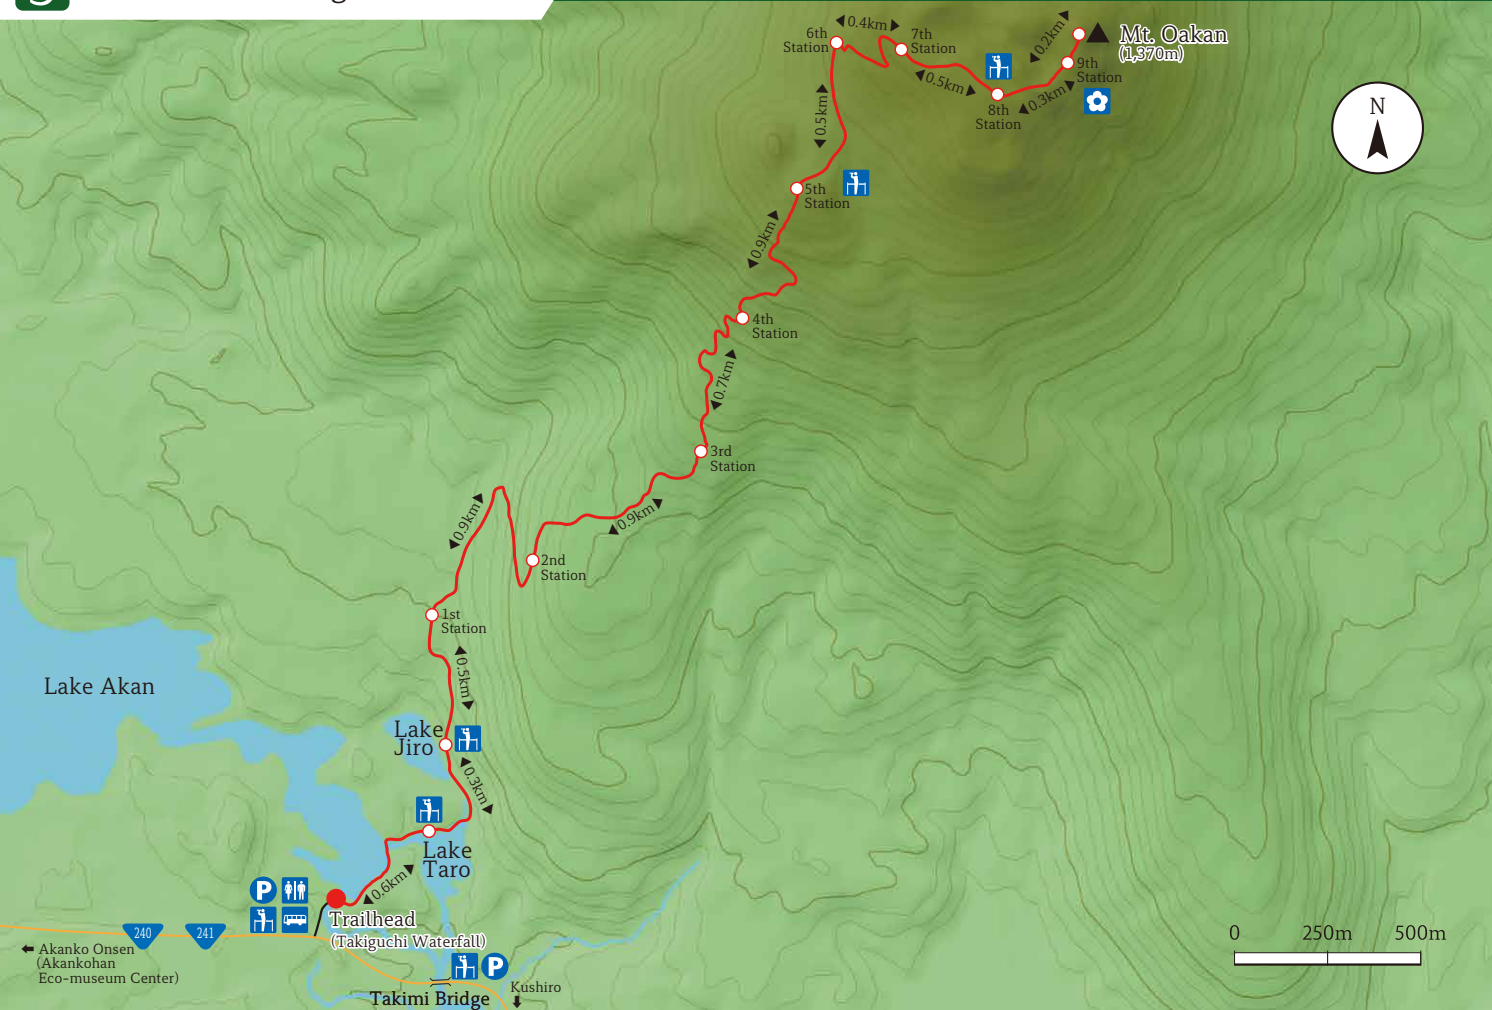 6th
Station
0.4km
7th
Station
0.2km
Mt. Oakan
(1,370m)
9th
Station
0.5km
0.3km
8th
Station
N
0.5km
5th
Station
0.9km
4th
Station
0.7km
3rd
Station
0.9km
0.9km
2nd
Station
1st
Station
0.5km
Lake Akan
Lake
Jiro
0.3km
Lake
Taro
0.6km
P
Trailhead
(Takiguchi Waterfall)
240
241
Akanko Onsen
(Akankohan
Eco-museum Center)
P
Takimi Bridge
Kushiro
0
250m
500m